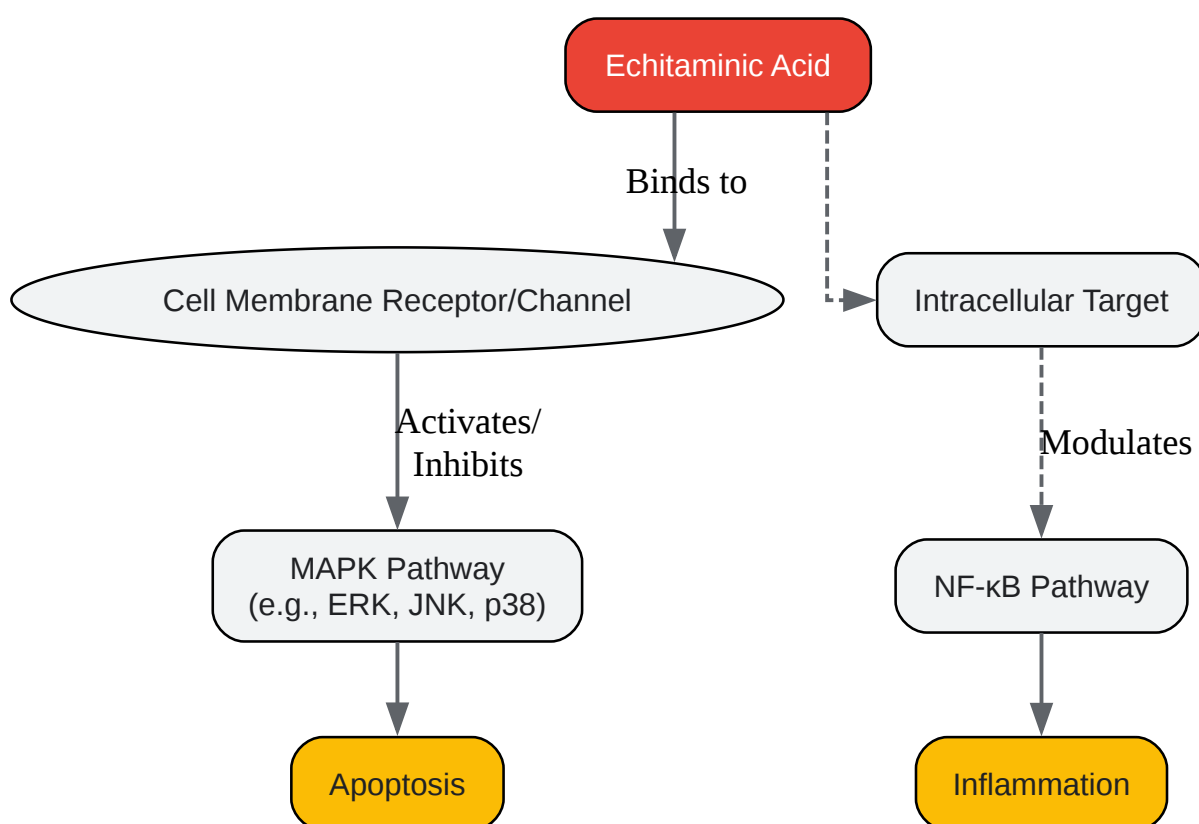 Echitaminic Acid
Binds to
Cell Membrane Receptor/Channel
Intracellular Target
Activates/
Inhibits
Modulates
MAPK Pathway
(e.g., ERK, JNK, p38)
NF-κB Pathway
Apoptosis
Inflammation